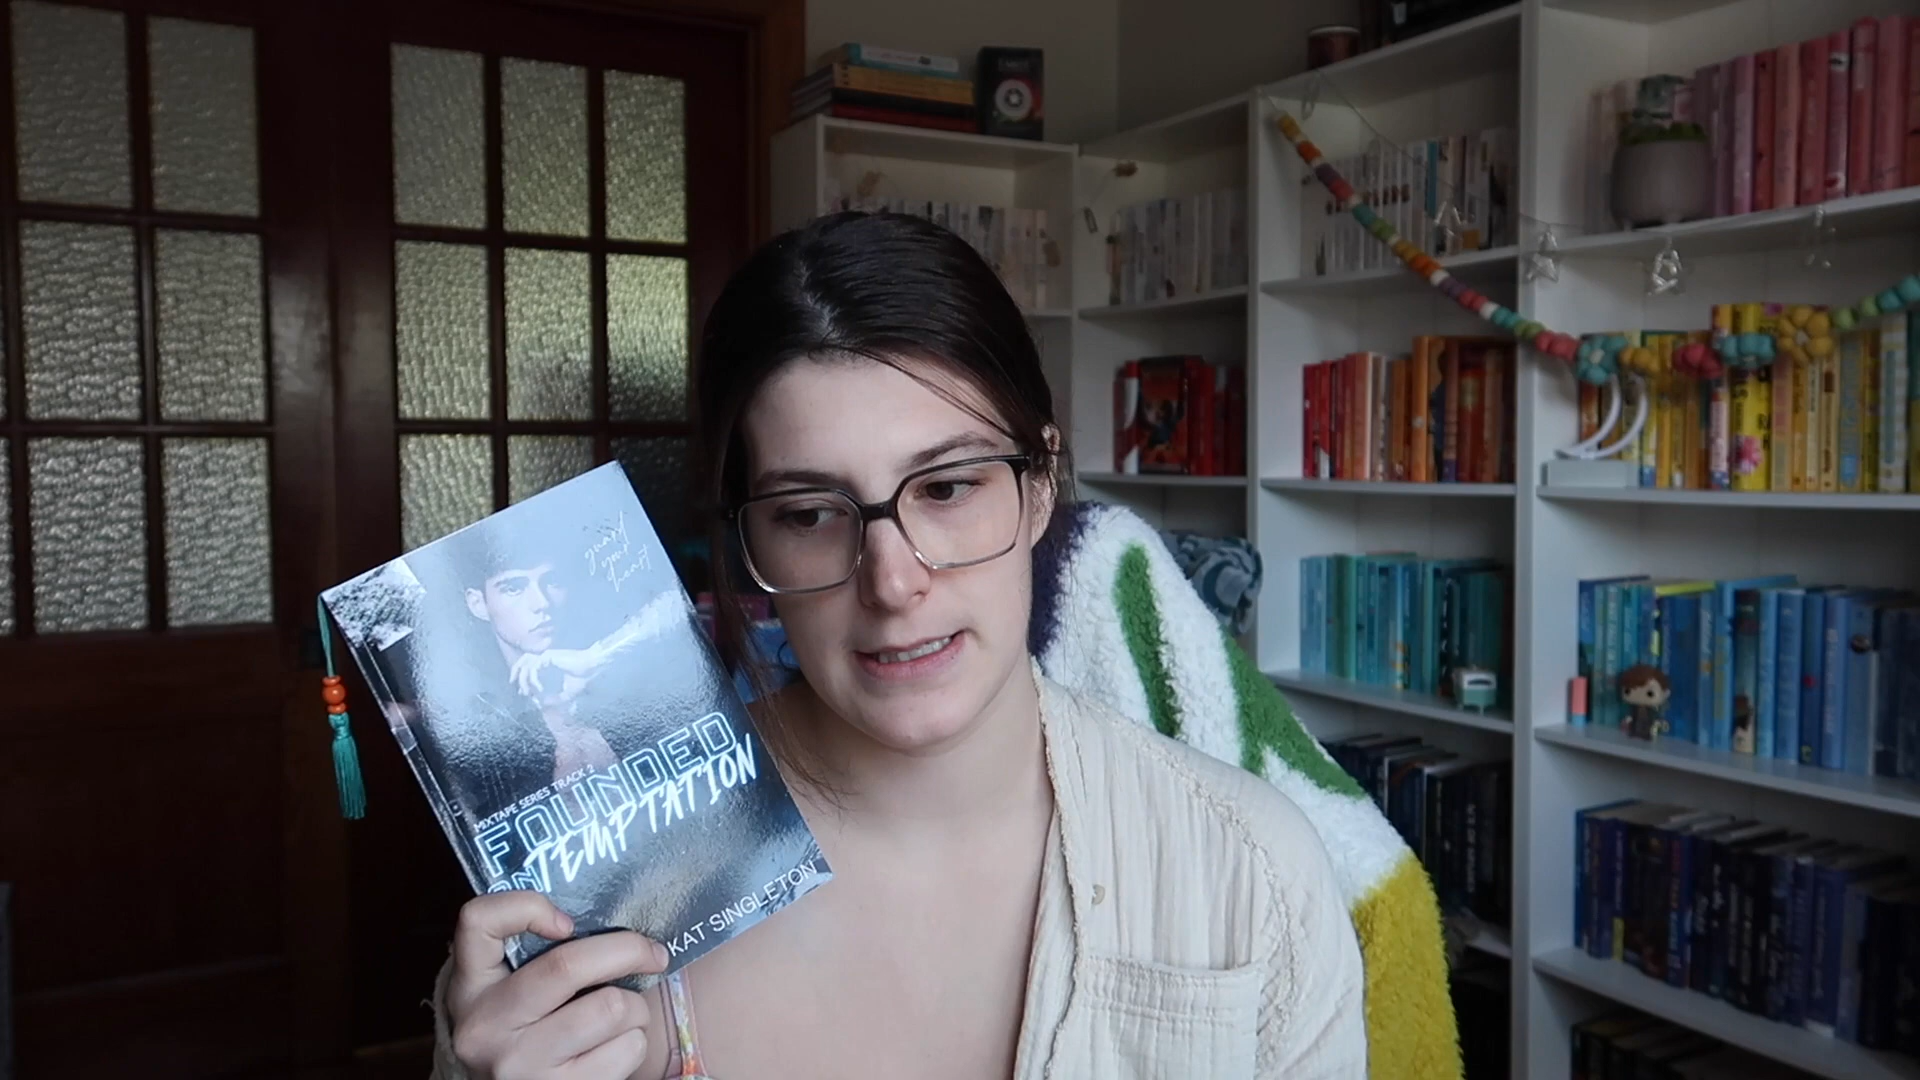 guard
your
heart
MIXTAPE SERIES TRACK 2
FOUNDED
ON TEMPTATION
KAT SINGLETON